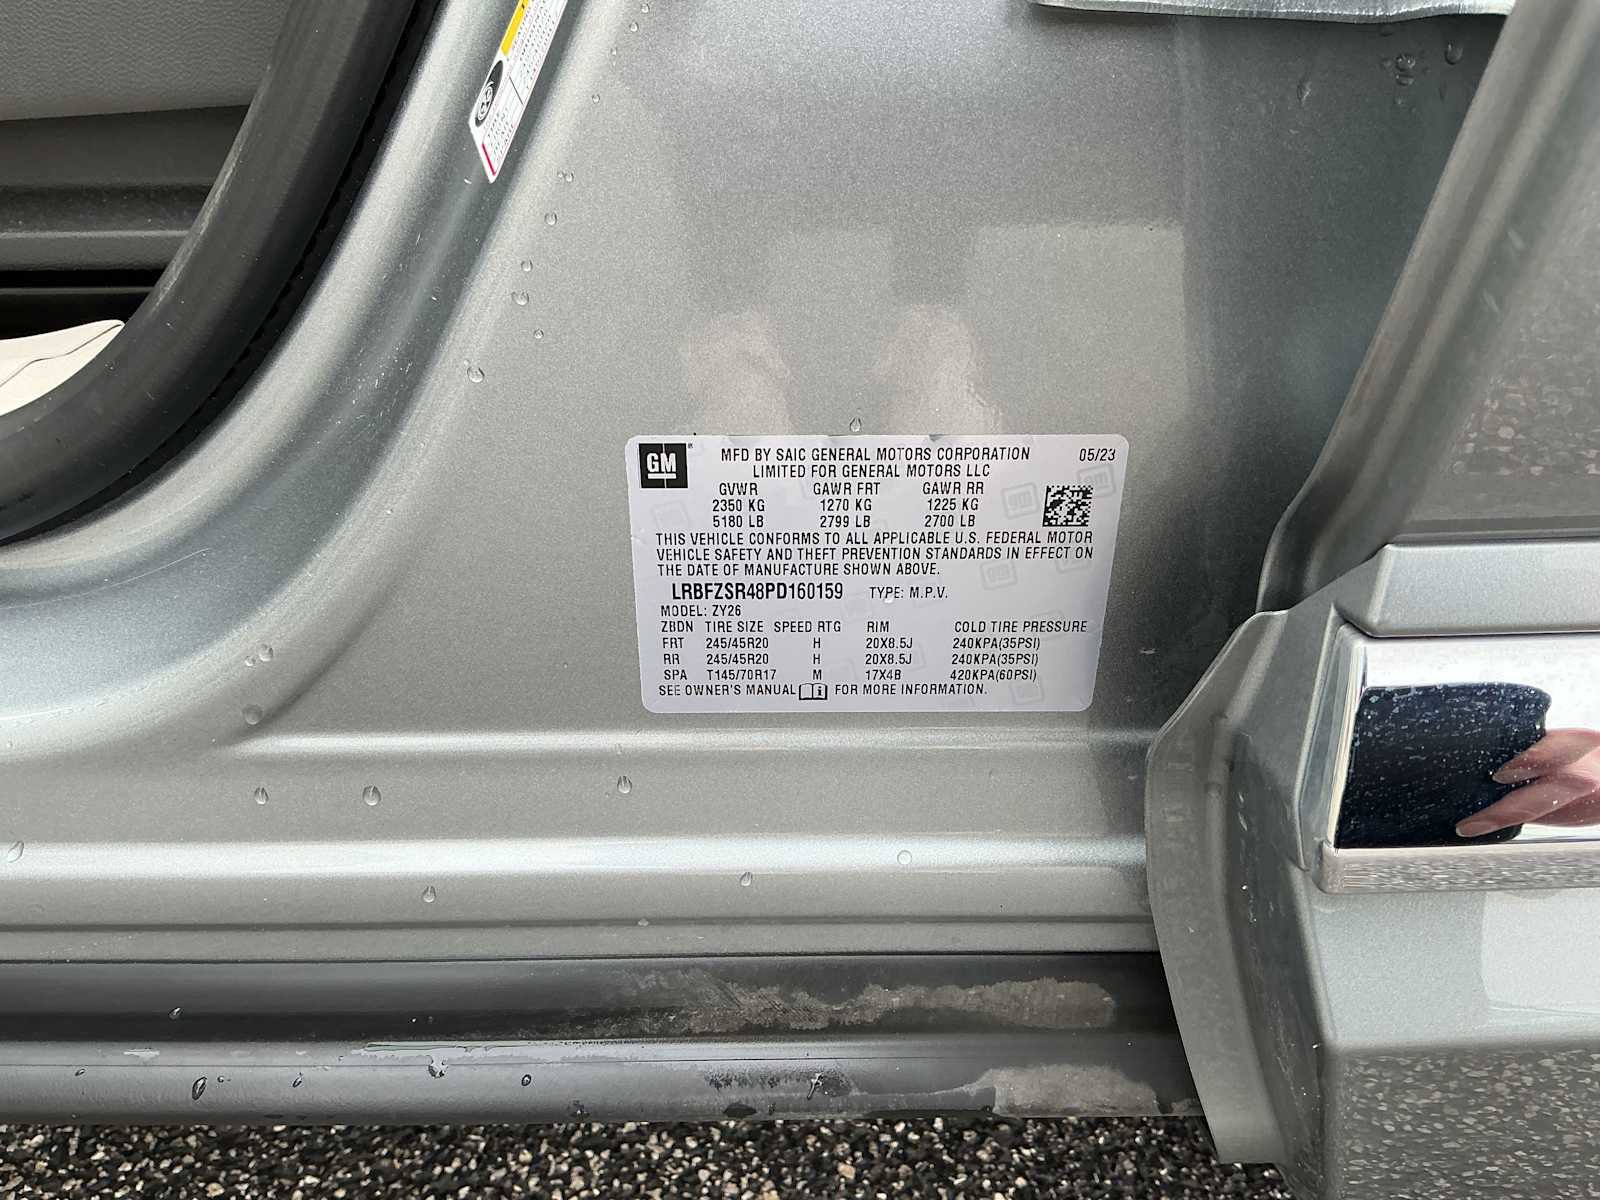 GM
MFD BY SAIC GENERAL MOTORS CORPORATION 05/23
LIMITED FOR GENERAL MOTORS LLC
GVWR GAWR FRT GAWR RR
2350 KG 1270 KG 1225 KG
5180 LB 2799 LB 2700 LB
THIS VEHICLE CONFORMS TO ALL APPLICABLE U.S. FEDERAL MOTOR
VEHICLE SAFETY AND THEFT PREVENTION STANDARDS IN EFFECT ON
THE DATE OF MANUFACTURE SHOWN ABOVE.
LRBFZSR48PD160159 TYPE: M.P.V.
MODEL: ZY26
ZBDN TIRE SIZE SPEED RTG RIM COLD TIRE PRESSURE
FRT 245/45R20 H 20X8.5J 240KPA(35PSI)
RR 245/45R20 H 20X8.5J 240KPA(35PSI)
SPA T145/70R17 M 17X4B 420KPA(60PSI)
SEE OWNER'S MANUAL FOR MORE INFORMATION.